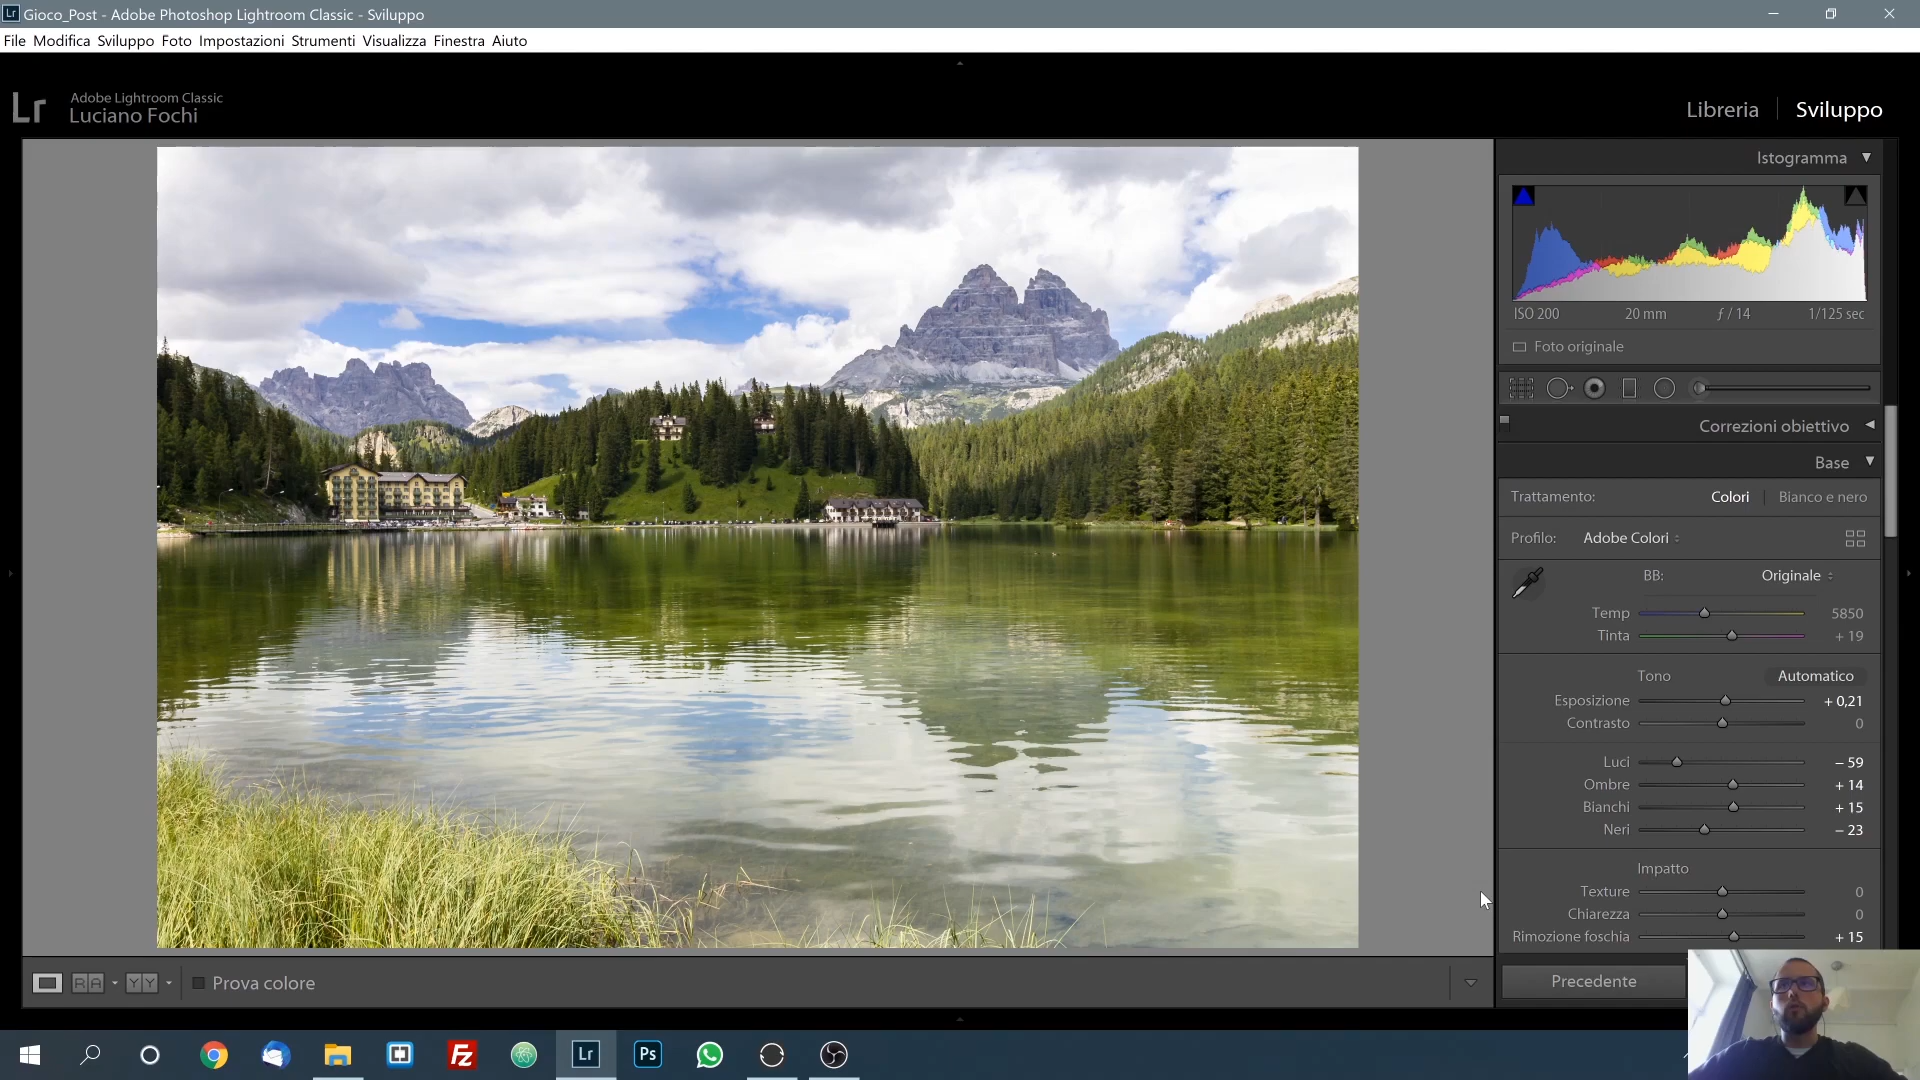 Lr Gioco_Post - Adobe Photoshop Lightroom Classic - Sviluppo
File Modifica Sviluppo Foto Impostazioni Strumenti Visualizza Finestra Aiuto
Lr Adobe Lightroom Classic
Luciano Fochi
Libreria Sviluppo
Istogramma
ISO 200 20 mm ƒ / 14 1/125 sec
Foto originale
Correzioni obiettivo
Base
Trattamento: Colori Bianco e nero
Profilo: Adobe Colori
BB: Originale
Temp 5850
Tinta + 19
Tono Automatico
Esposizione + 0,21
Contrasto 0
Luci – 59
Ombre + 14
Bianchi + 15
Neri – 23
Impatto
Texture 0
Chiarezza 0
Rimozione foschia + 15
R A Y Y Prova colore
Precedente
Fz Lr Ps